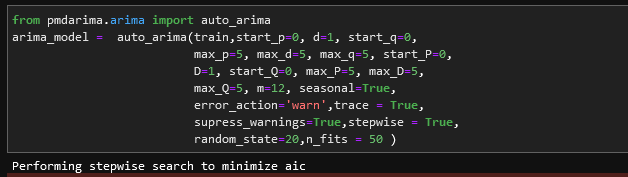 from pmdarima.arima import auto_arima
arima_model =  auto_arima(train,start_p=0, d=1, start_q=0,
                          max_p=5, max_d=5, max_q=5, start_P=0,
                          D=1, start_Q=0, max_P=5, max_D=5,
                          max_Q=5, m=12, seasonal=True,
                          error_action='warn',trace = True,
                          supress_warnings=True,stepwise = True,
                          random_state=20,n_fits = 50 )
Performing stepwise search to minimize aic